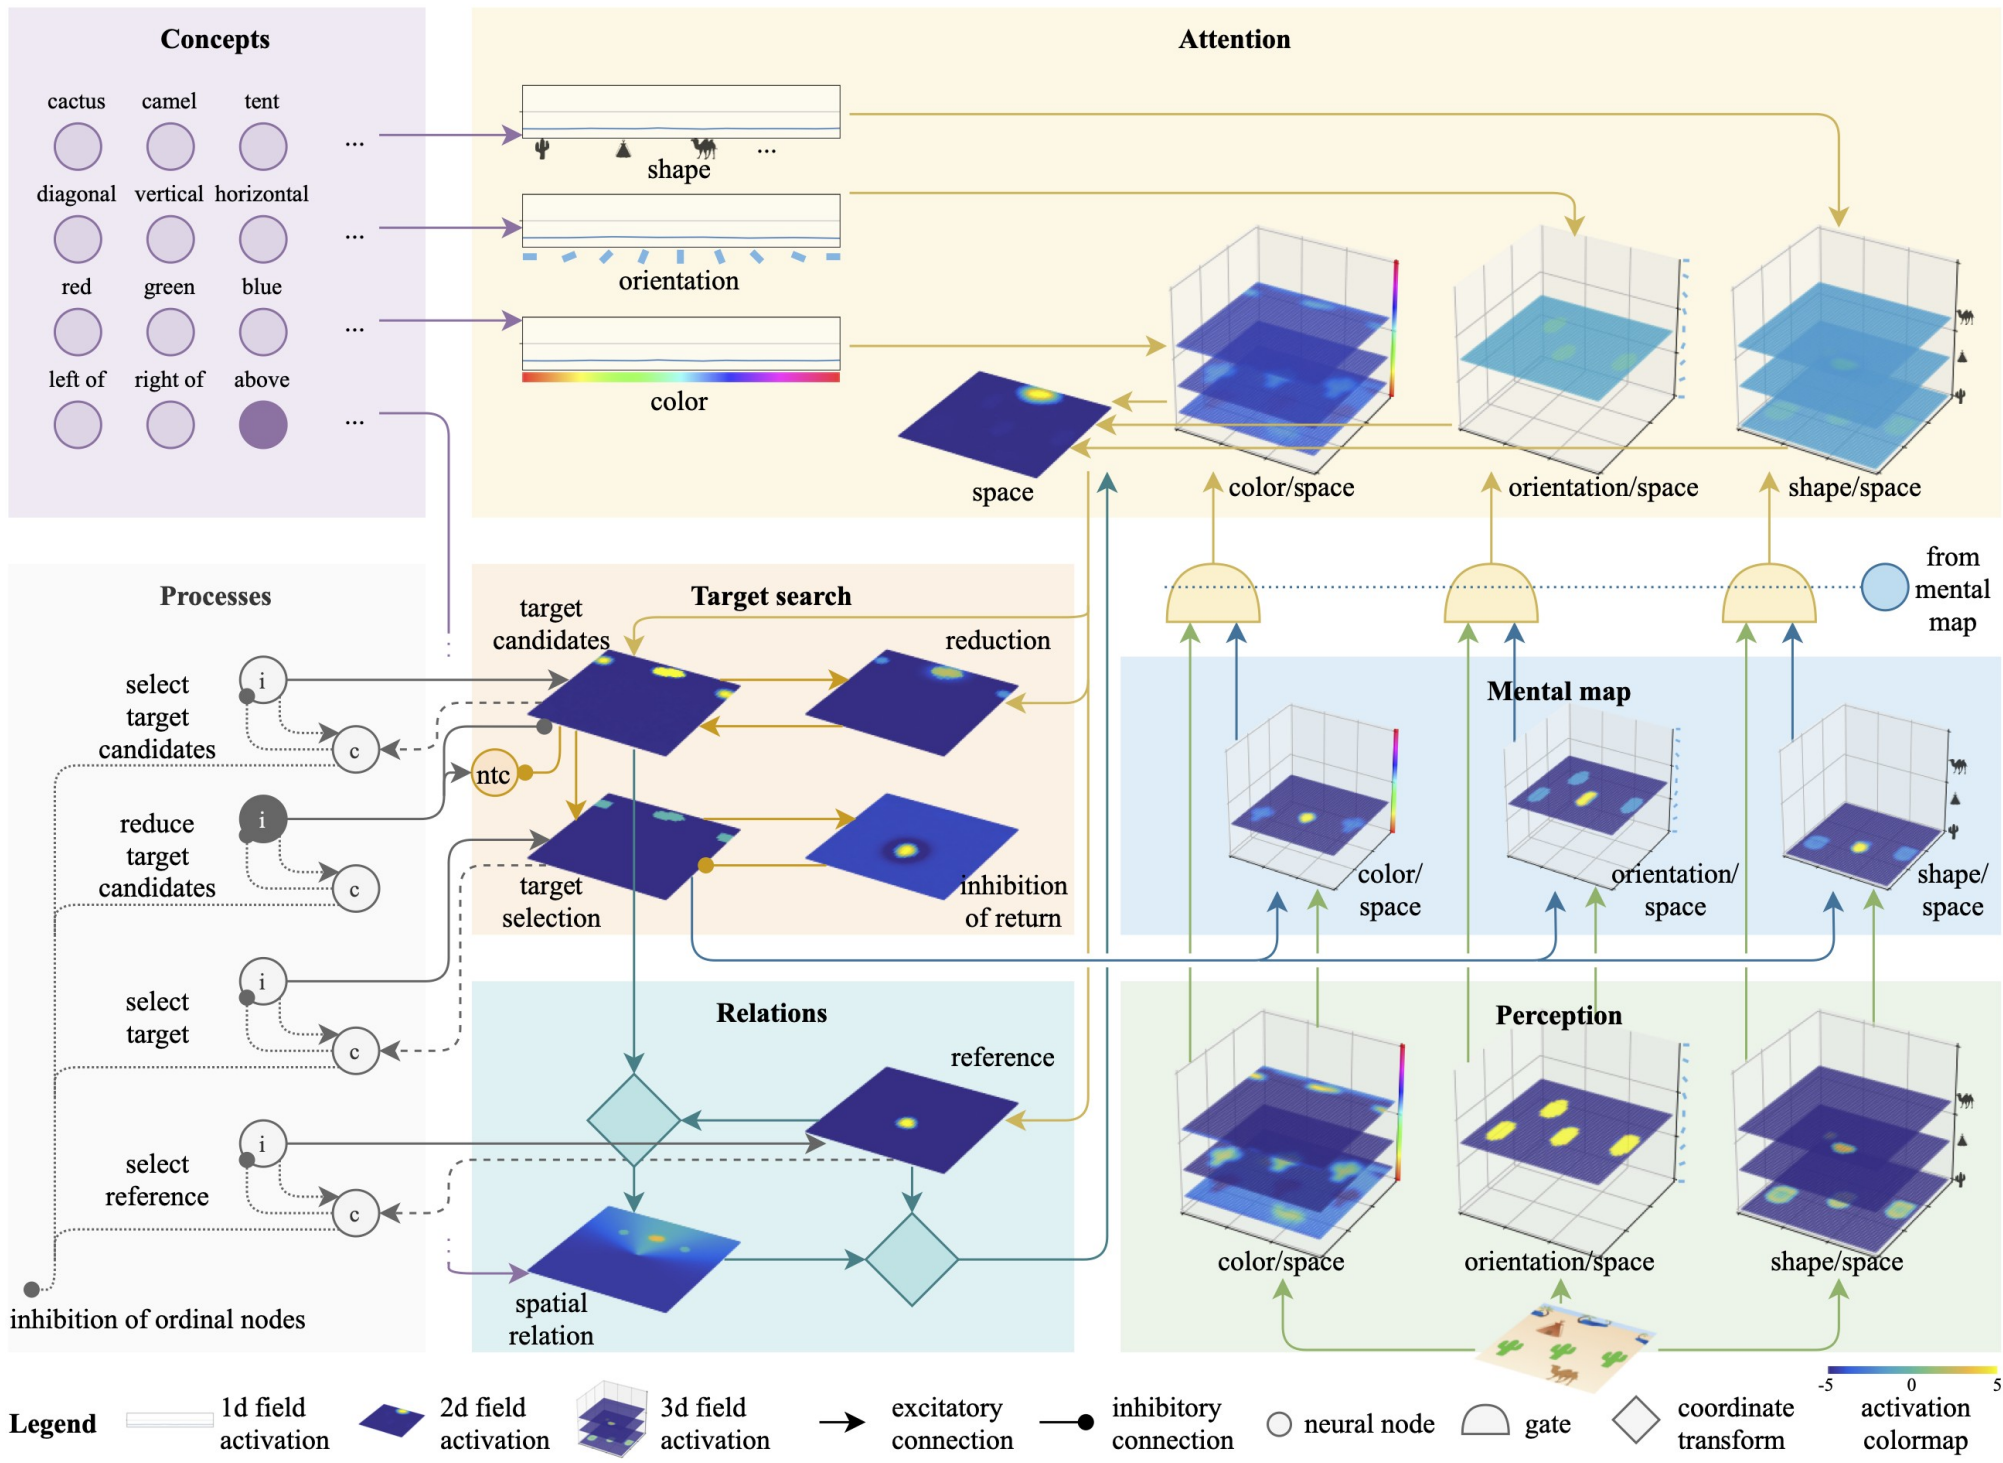 Concepts
cactus camel tent
...
diagonal vertical horizontal
...
red green blue
...
left of right of above
...
Attention
...
shape
orientation
color
space
color/space
orientation/space
shape/space
from
mental
map
Processes
select
target
candidates
i
c
reduce
target
candidates
i
c
select
target
i
c
select
reference
i
c
inhibition of ordinal nodes
Target search
target
candidates
reduction
ntc
target
selection
inhibition
of return
Mental map
color/
space
orientation/
space
shape/
space
Relations
reference
spatial
relation
Perception
color/space
orientation/space
shape/space
Legend
1d field
activation
2d field
activation
3d field
activation
excitatory
connection
inhibitory
connection
neural node
gate
coordinate
transform
-5 0 5
activation
colormap